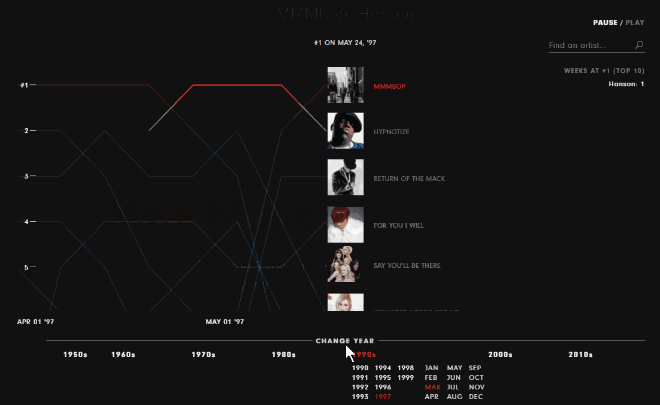 MMMBop Hanson
PAUSE / PLAY
#1 ON MAY 24, '97
Find an artist...
WEEKS AT #1 (TOP 10)
Hanson: 1
#1
MMMBOP
2
HYPNOTIZE
3
RETURN OF THE MACK
4
FOR YOU I WILL
5
SAY YOU'LL BE THERE
APR 01 '97
MAY 01 '97
CHANGE YEAR
1950s 1960s 1970s 1980s 1990s 2000s 2010s
1990 1994 1998 JAN MAY SEP
1991 1995 1999 FEB JUN OCT
1992 1996 MAR JUL NOV
1993 1997 APR AUG DEC